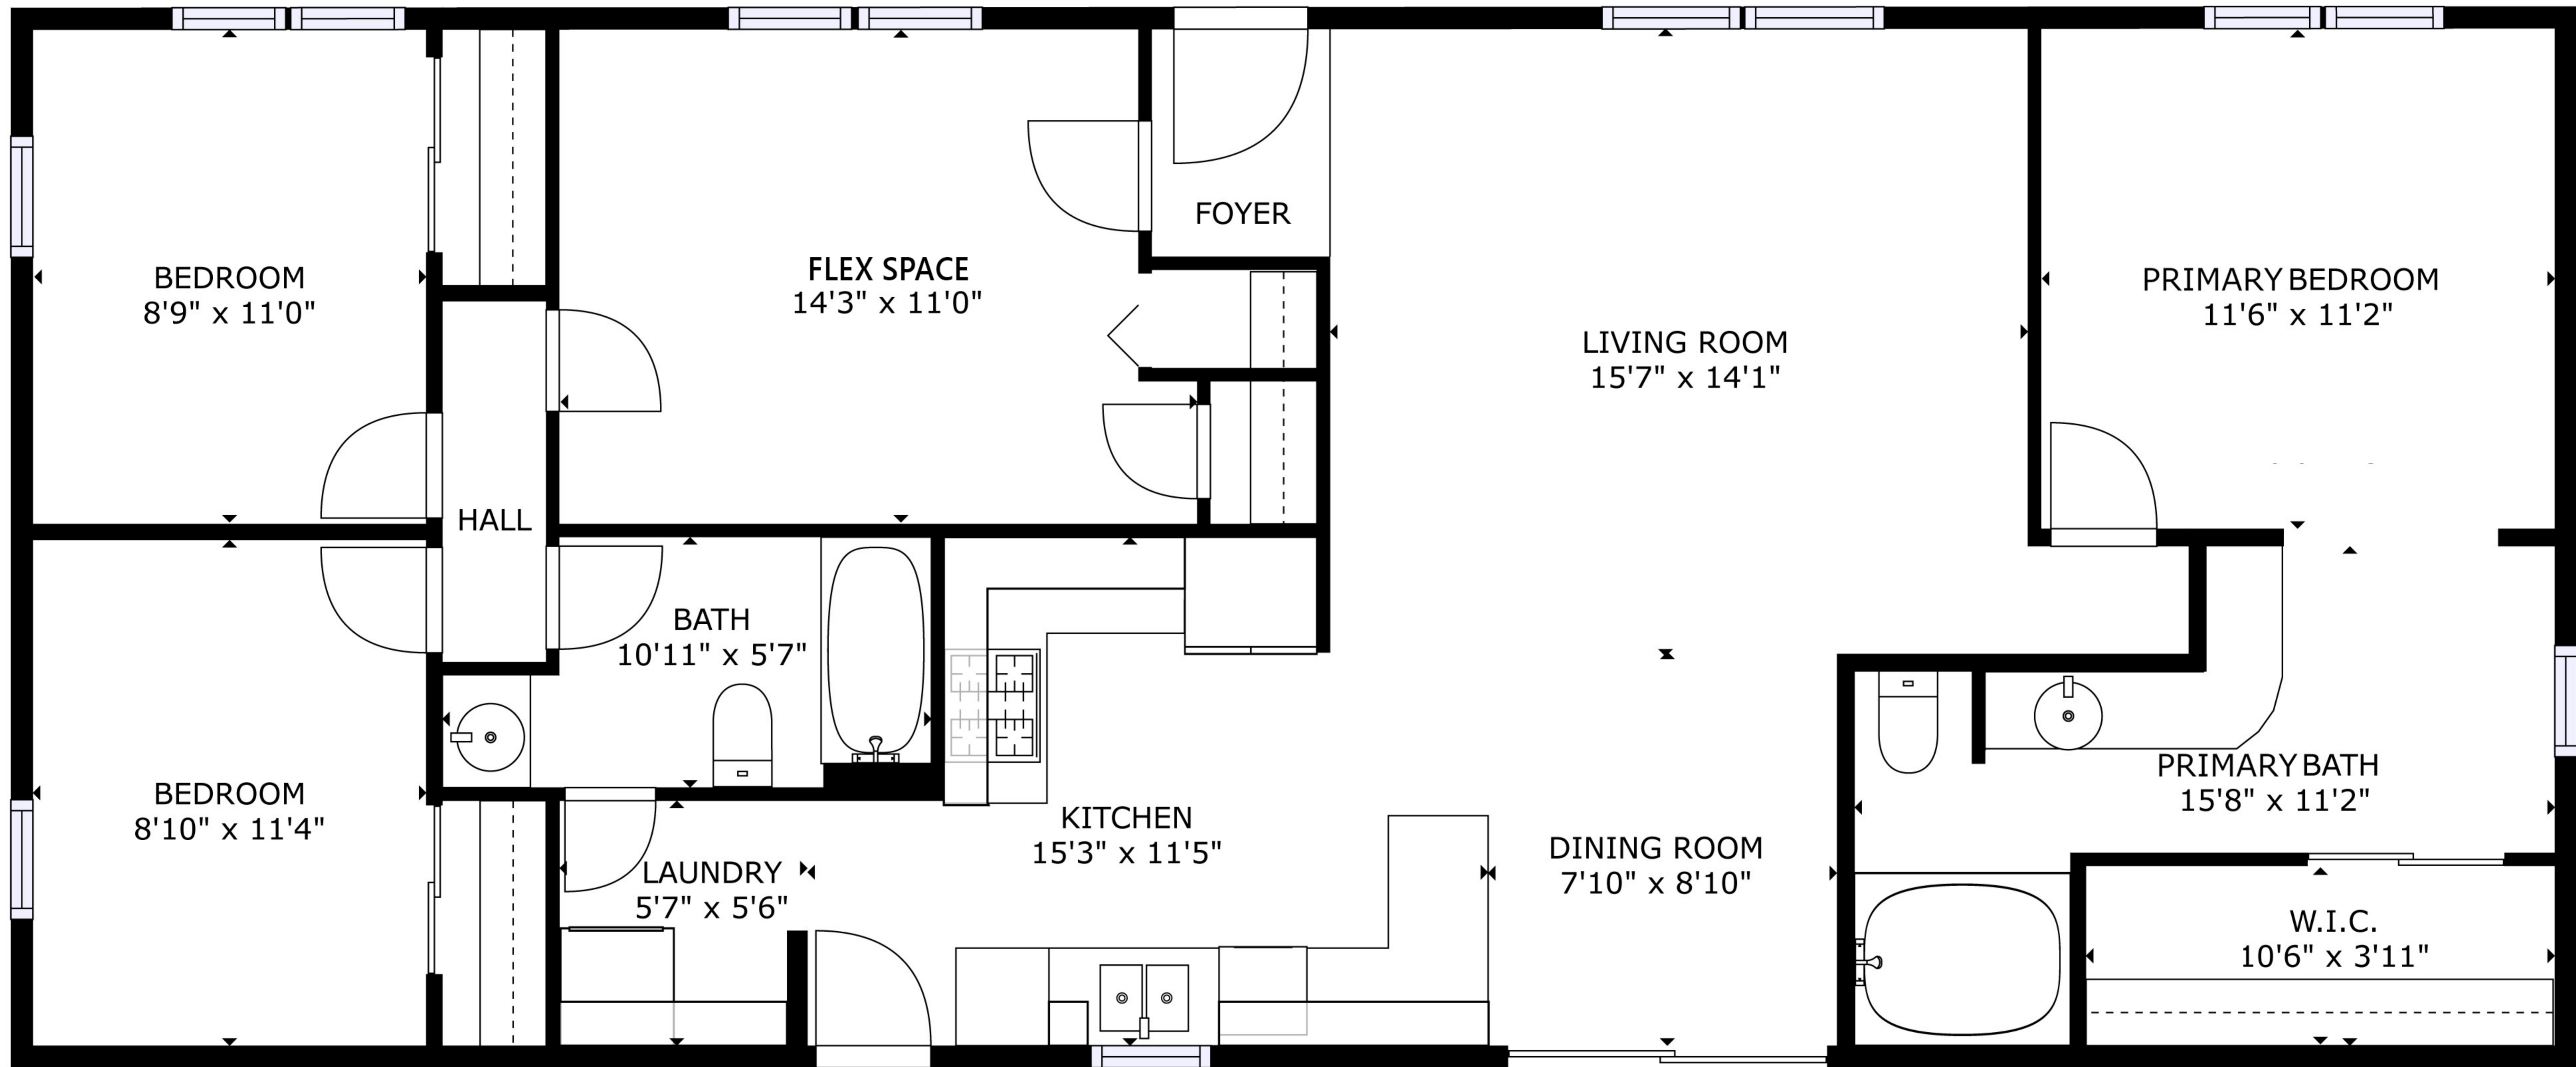 BEDROOM
8'9" x 11'0"
FLEX SPACE
14'3" x 11'0"
FOYER
LIVING ROOM
15'7" x 14'1"
PRIMARY BEDROOM
11'6" x 11'2"
HALL
BATH
10'11" x 5'7"
BEDROOM
8'10" x 11'4"
LAUNDRY
5'7" x 5'6"
KITCHEN
15'3" x 11'5"
DINING ROOM
7'10" x 8'10"
PRIMARY BATH
15'8" x 11'2"
W.I.C.
10'6" x 3'11"